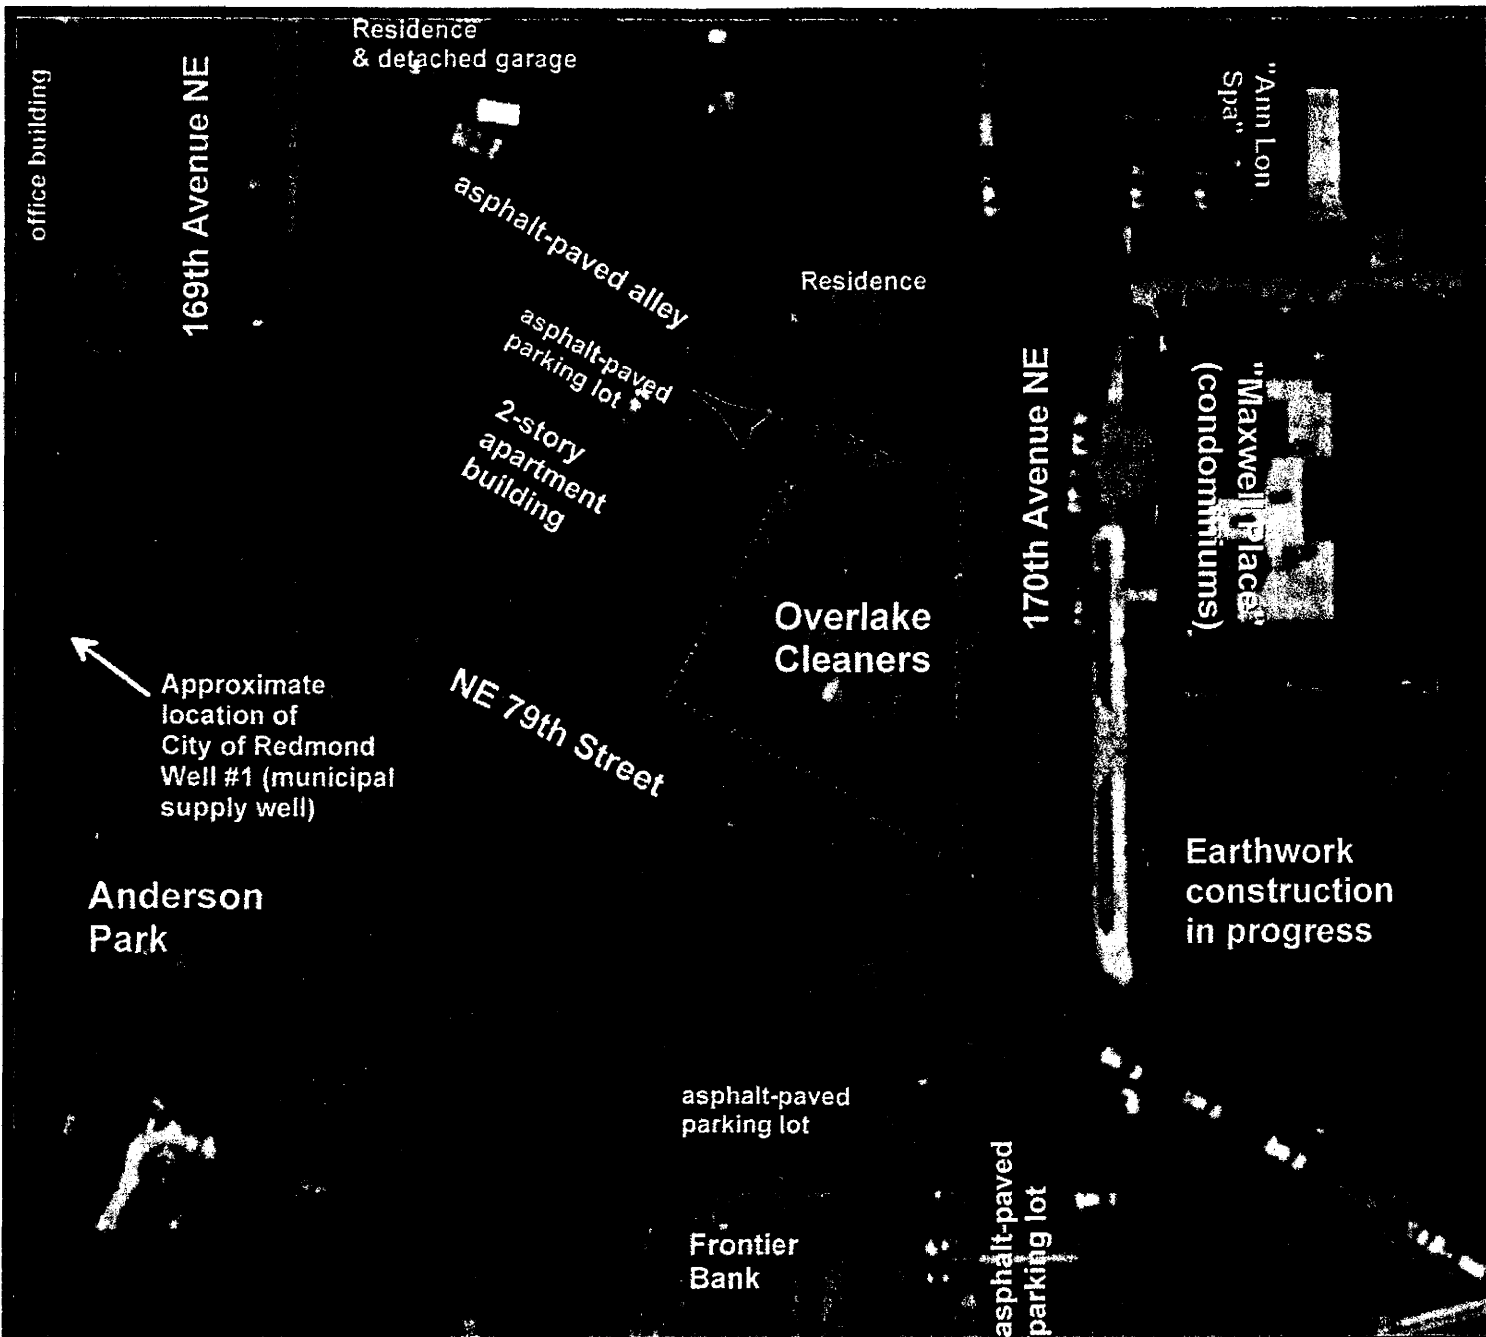 Residence
& detached garage
office building
169th Avenue NE
"Ann Lon
Spa"
asphalt-paved alley
Residence
asphalt-paved
parking lot
2-story
apartment
building
170th Avenue NE
"Maxwell Place"
(condominiums)
Overlake
Cleaners
NE 79th Street
Approximate
location of
City of Redmond
Well #1 (municipal
supply well)
Earthwork
construction
in progress
Anderson
Park
asphalt-paved
parking lot
asphalt-paved
parking lot
Frontier
Bank